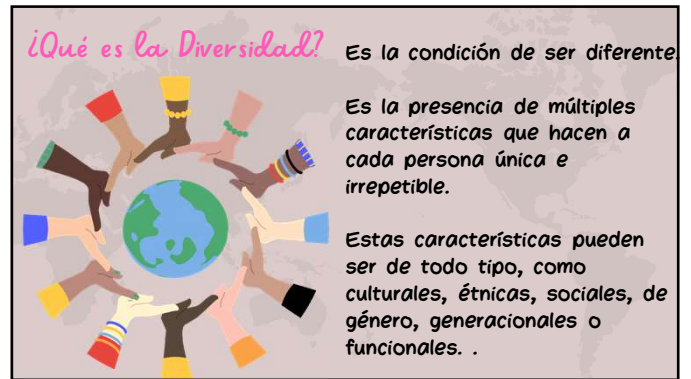 ¿Qué es la Diversidad?
Es la condición de ser diferente.
Es la presencia de múltiples
características que hacen a
cada persona única e
irrepetible.
Estas características pueden
ser de todo tipo, como
culturales, étnicas, sociales, de
género, generacionales o
funcionales. .